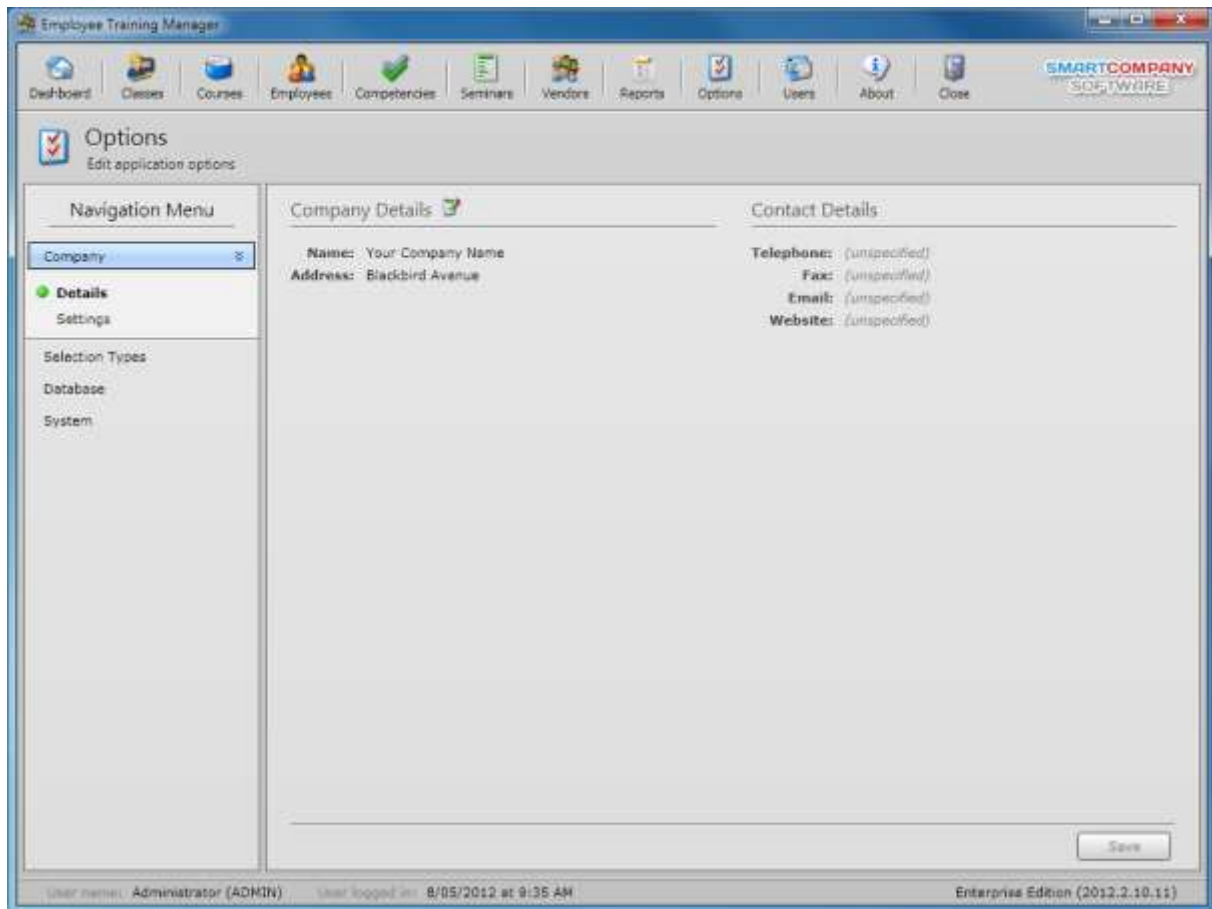 Employee Training Manager
Dashboard Classes Courses Employees Competencies Seminars Vendors Reports Options Users About Close
SMARTCOMPANY
SOFTWARE
Options
Edit application options
Navigation Menu
Company
Details
Settings
Selection Types
Database
System
Company Details
Name: Your Company Name
Address: Blackbird Avenue
Contact Details
Telephone: (unspecified)
Fax: (unspecified)
Email: (unspecified)
Website: (unspecified)
Save
User name: Administrator (ADMIN) User logged in: 8/05/2012 at 9:35 AM Enterprise Edition (2012.2.10.11)